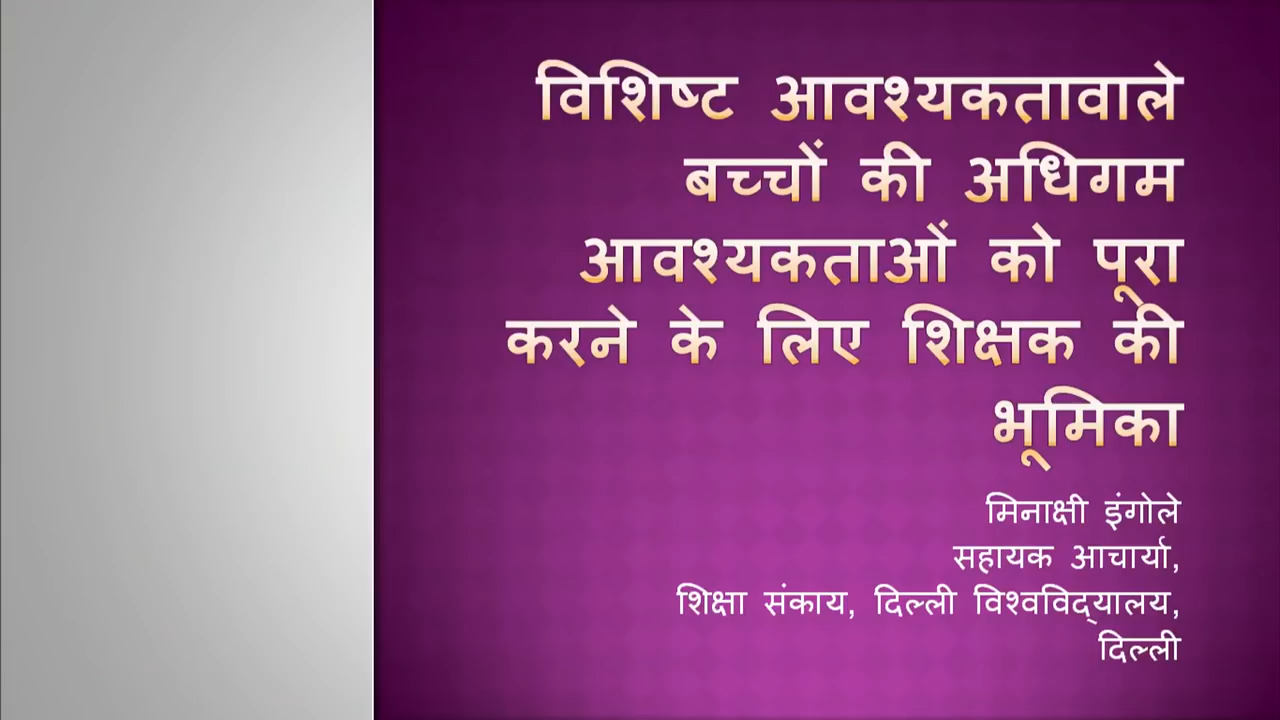 विशिष्ट आवश्यकतावाले
बच्चों की अधिगम
आवश्यकताओं को पूरा
करने के लिए शिक्षक की
भूमिका
मिनाक्षी इंगोले
सहायक आचार्या,
शिक्षा संकाय, दिल्ली विश्वविद्यालय,
दिल्ली